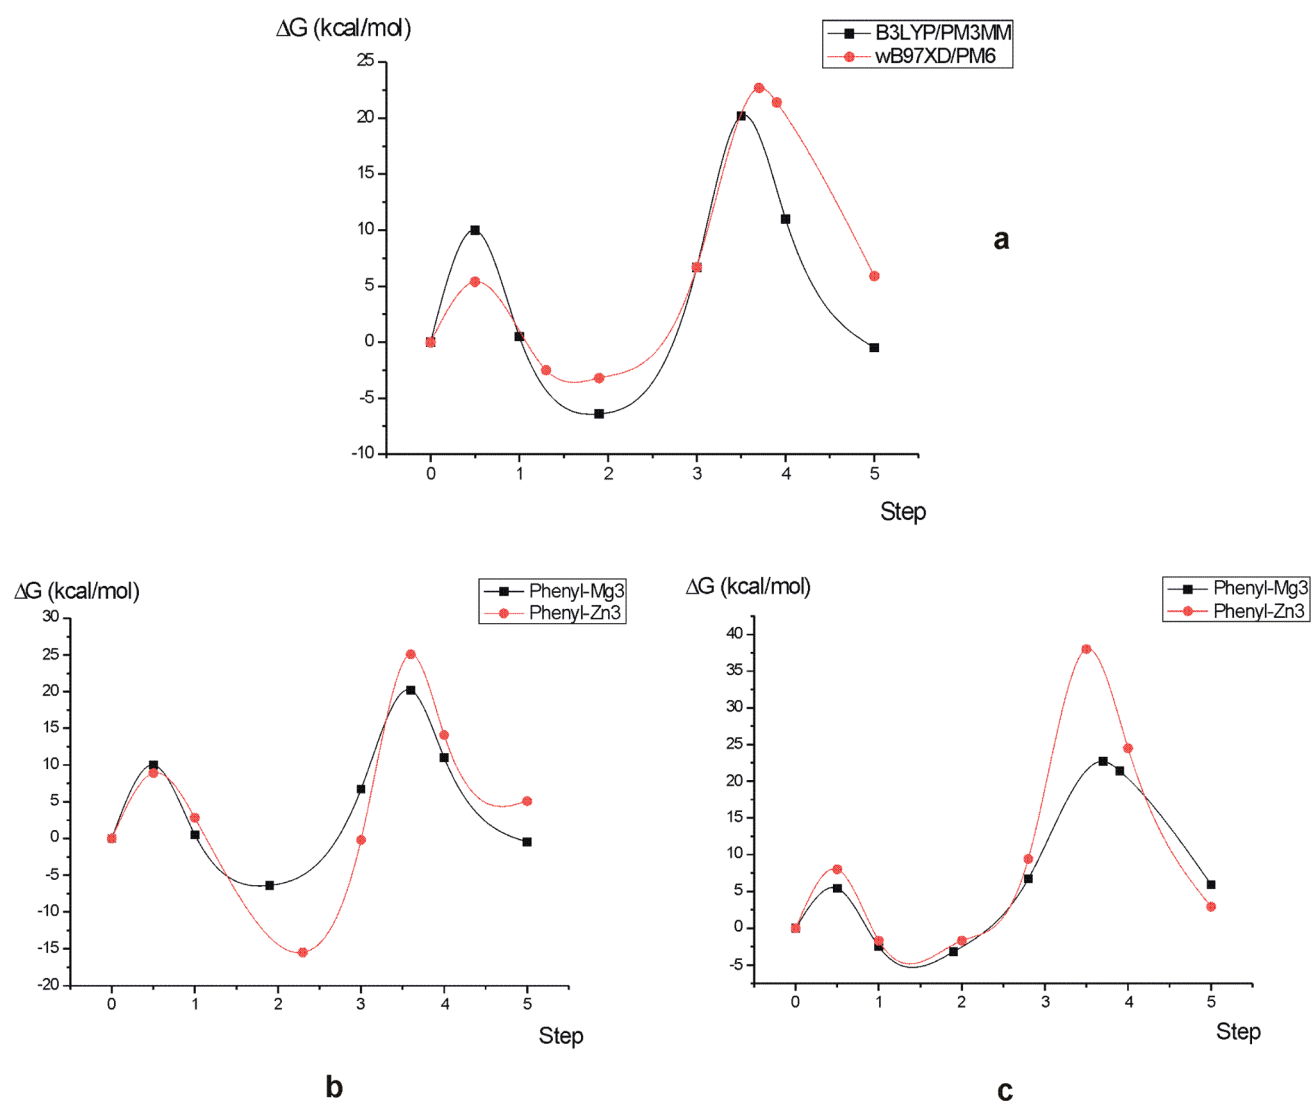 ΔG (kcal/mol)
B3LYP/PM3MM
wB97XD/PM6
25
20
15
10
5
0
-5
-10
0 1 2 3 4 5
Step
a
ΔG (kcal/mol)
Phenyl-Mg3
Phenyl-Zn3
30
25
20
15
10
5
0
-5
-10
-15
-20
0 1 2 3 4 5
Step
b
ΔG (kcal/mol)
Phenyl-Mg3
Phenyl-Zn3
40
35
30
25
20
15
10
5
0
-5
0 1 2 3 4 5
Step
c